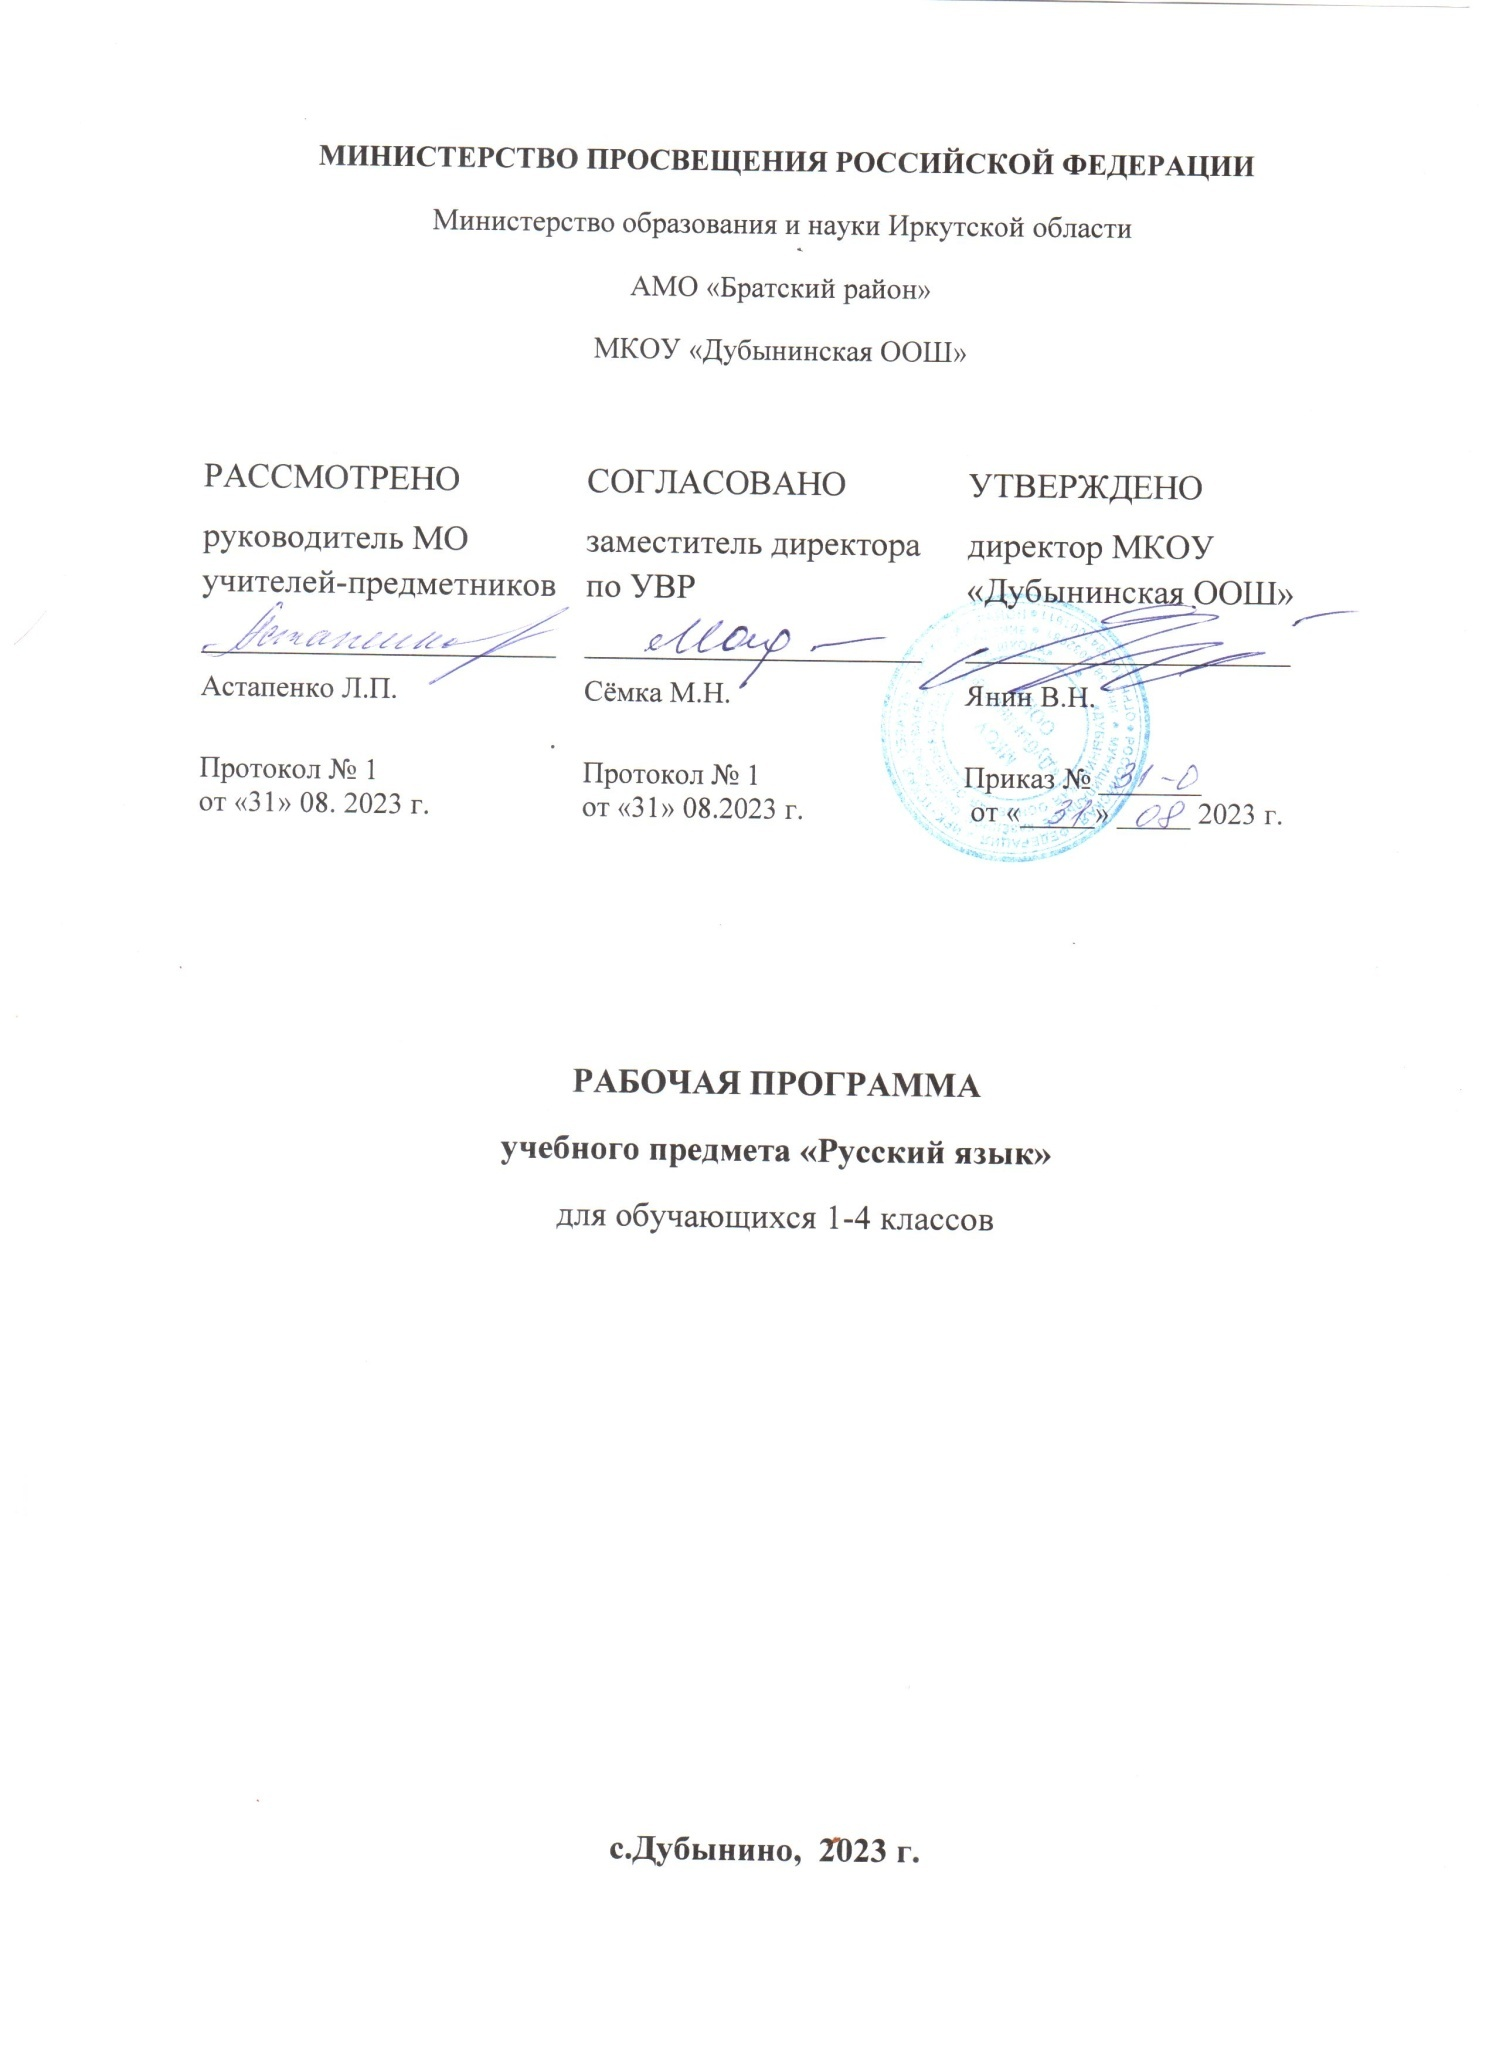 МИНИСТЕРСТВО ПРОСВЕЩЕНИЯ РОССИЙСКОЙ ФЕДЕРАЦИИ
Министерство образования и науки Иркутской области
АМО «Братский район»
МКОУ «Дубынинская ООШ»
РАССМОТРЕНО
руководитель МО
учителей-предметников
Астапенко Л.П.
Протокол № 1
от «31» 08. 2023 г.
СОГЛАСОВАНО
заместитель директора
по УВР
Сёмка М.Н.
Протокол № 1
от «31» 08.2023 г.
УТВЕРЖДЕНО
директор МКОУ
«Дубынинская ООШ»
Янин В.Н.
Приказ № 31-О
от «31» 08 2023 г.
РАБОЧАЯ ПРОГРАММА
учебного предмета «Русский язык»
для обучающихся 1-4 классов
с.Дубынино, 2023 г.